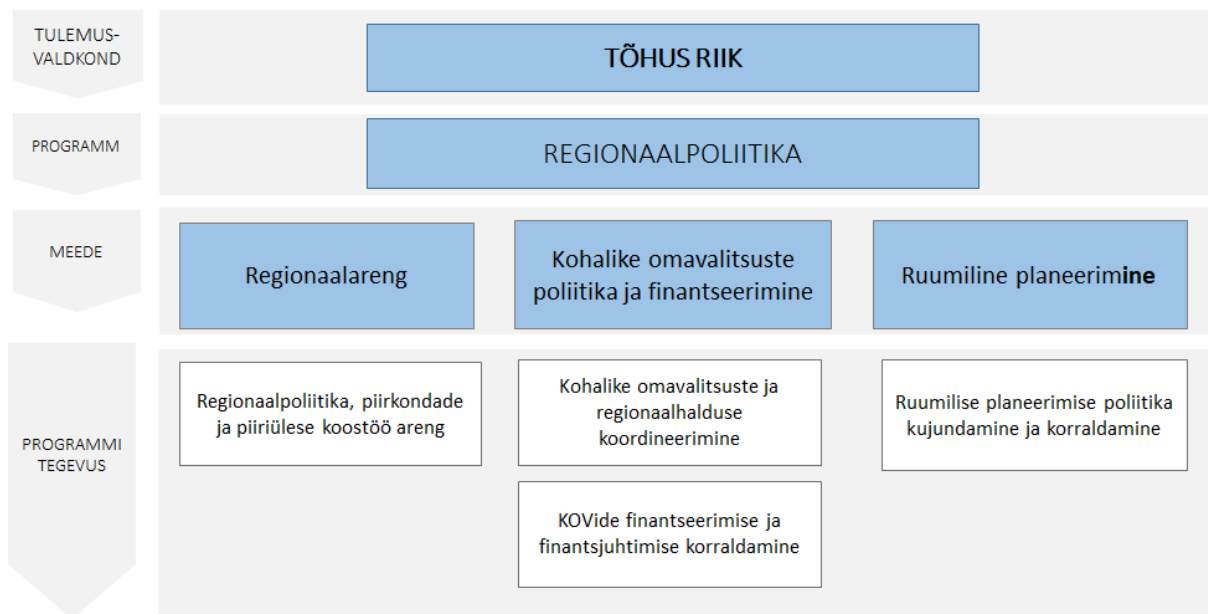 TULEMUS-
VALDKOND
TÕHUS RIIK
PROGRAMM
REGIONAALPOLIITIKA
MEEDE
Regionaalareng
Kohalike omavalitsuste
poliitika ja finantseerimine
Ruumiline planeerimine
PROGRAMMI
TEGEVUS
Regionaalpoliitika, piirkondade
ja piiriülese koostöö areng
Kohalike omavalitsuste ja
regionaalhalduse
koordineerimine
Ruumilise planeerimise poliitika
kujundamine ja korraldamine
KOVide finantseerimise ja
finantsjuhtimise korraldamine